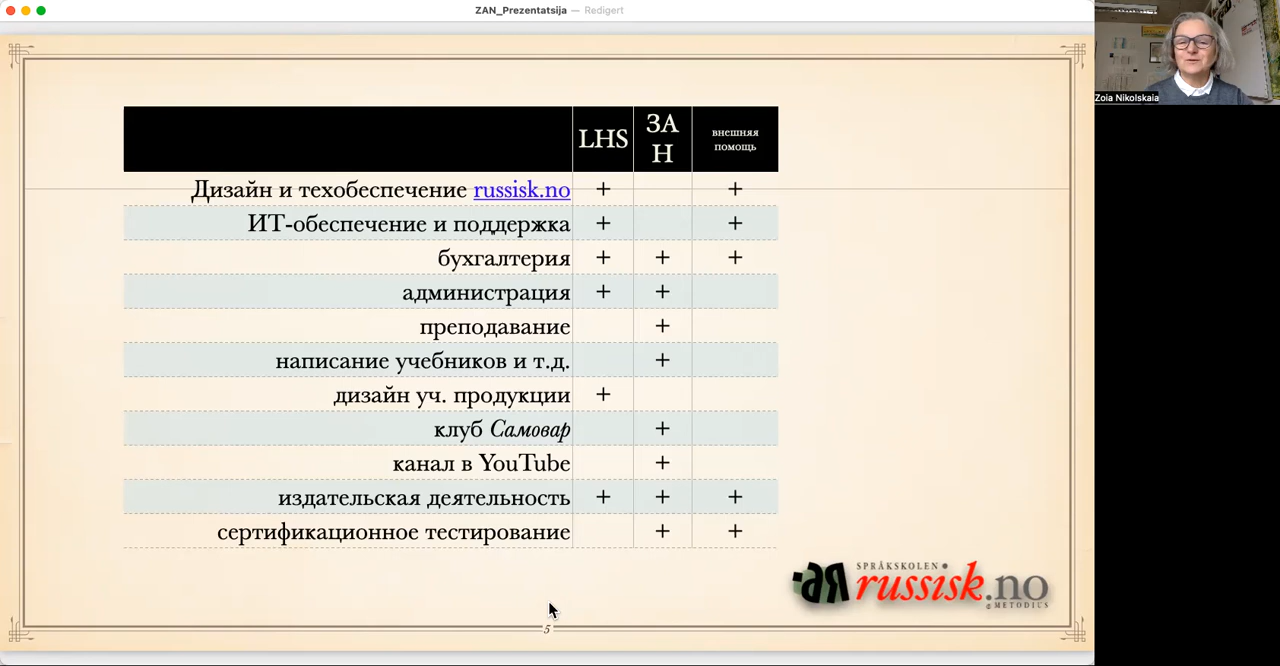 ZAN_Prezentatsija — Redigert
Zoia Nikolskaia
LHS ЗАН внешняя помощь
Дизайн и техобеспечение russisk.no + +
ИТ-обеспечение и поддержка + +
бухгалтерия + + +
администрация + +
преподавание +
написание учебников и т.д. +
дизайн уч. продукции +
клуб Самовар +
канал в YouTube +
издательская деятельность + + +
сертификационное тестирование + +
SPRÅKSKOLEN
russisk.no
@METODIUS
5